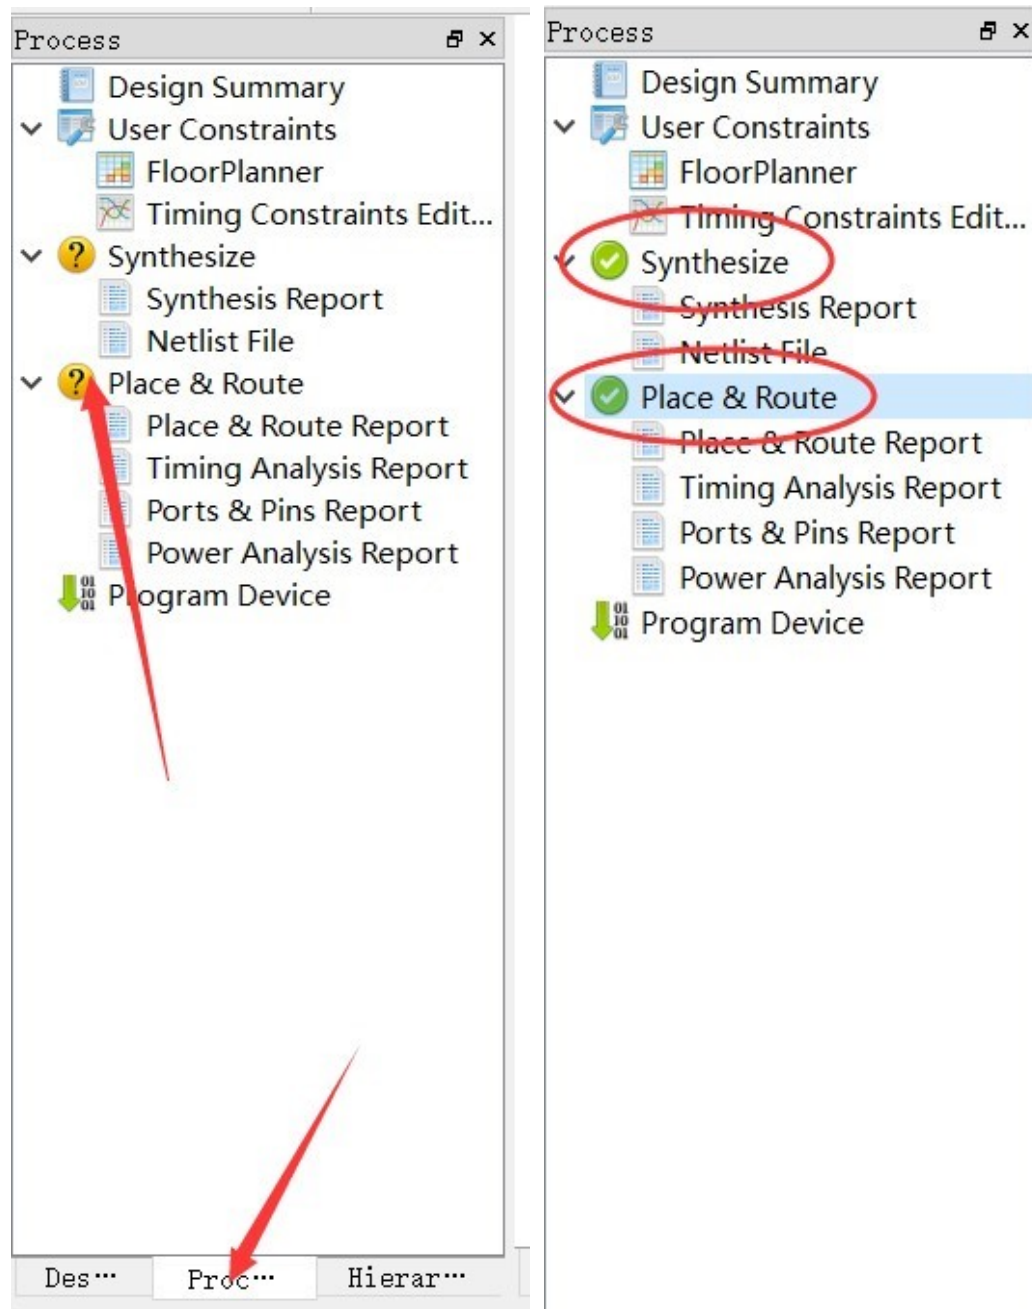 Process
Design Summary
User Constraints
FloorPlanner
Timing Constraints Edit...
Synthesize
Synthesis Report
Netlist File
Place & Route
Place & Route Report
Timing Analysis Report
Ports & Pins Report
Power Analysis Report
Program Device
Des…
Proc…
Hierar…
Process
Design Summary
User Constraints
FloorPlanner
Timing Constraints Edit...
Synthesize
Synthesis Report
Netlist File
Place & Route
Place & Route Report
Timing Analysis Report
Ports & Pins Report
Power Analysis Report
Program Device